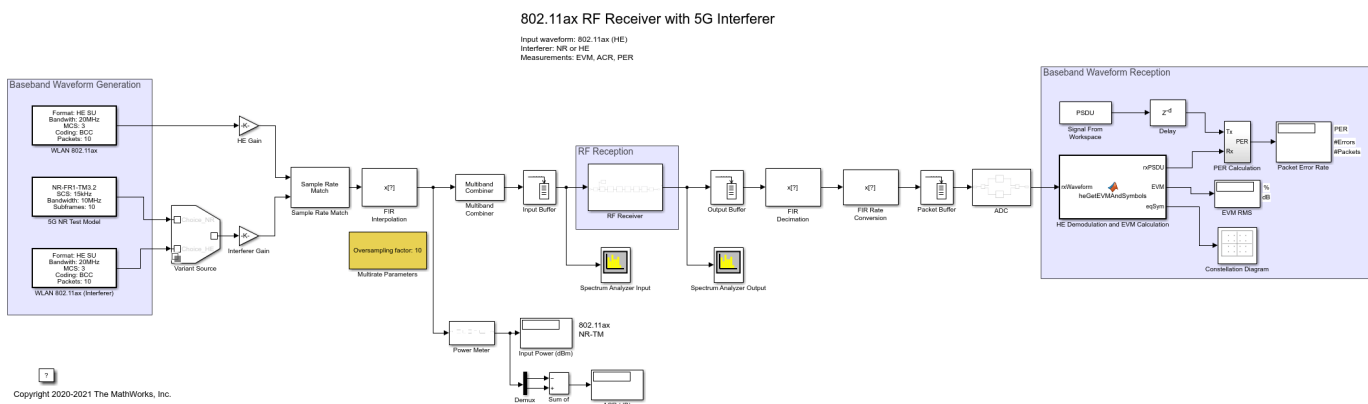 802.11ax RF Receiver with 5G Interferer
Input waveform: 802.11ax (HE)
Interferer: NR or HE
Measurements: EVM, ACR, PER
Baseband Waveform Generation
Format: HE SU
Bandwith: 20MHz
MCS: 3
Coding: BCC
Packets: 10
WLAN 802.11ax
NR-FR1-TM3.2
SCS: 15kHz
Bandwidth: 10MHz
Subframes: 10
5G NR Test Model
Format: HE SU
Bandwith: 20MHz
MCS: 3
Coding: BCC
Packets: 10
WLAN 802.11ax (Interferer)
Choice_NR
Choice_HE
Variant Source
-K-
HE Gain
-K-
Interferer Gain
Sample Rate
Match
Sample Rate Match
x[?]
FIR
Interpolation
Oversampling factor: 10
Multirate Parameters
Multiband
Combiner
Multiband
Combiner
Input Buffer
RF Reception
RF Receiver
Spectrum Analyzer Input
Spectrum Analyzer Output
Output Buffer
x[?]
FIR
Decimation
x[?]
FIR Rate
Conversion
Packet Buffer
ADC
Power Meter
802.11ax
NR-TM
Input Power (dBm)
Demux
Sum of
Baseband Waveform Reception
PSDU
Signal From
Workspace
Z-d
Delay
Tx
Rx
PER
PER Calculation
PER
#Errors
#Packets
Packet Error Rate
rxWaveform
heGetEVMAndSymbols
rxPSDU
EVM
eqSym
HE Demodulation and EVM Calculation
%
dB
EVM RMS
Constellation Diagram
?
Copyright 2020-2021 The MathWorks, Inc.